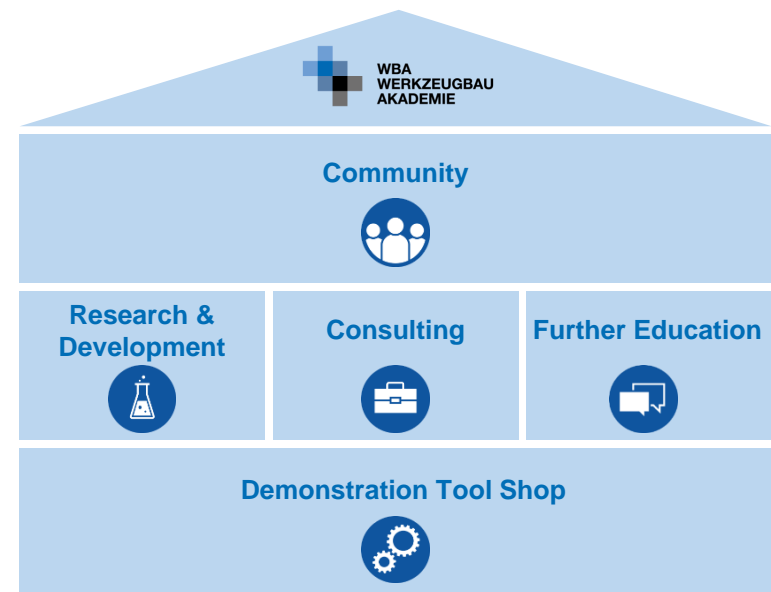 WBA
WERKZEUGBAU
AKADEMIE
Community
Research &
Development
Consulting
Further Education
Demonstration Tool Shop